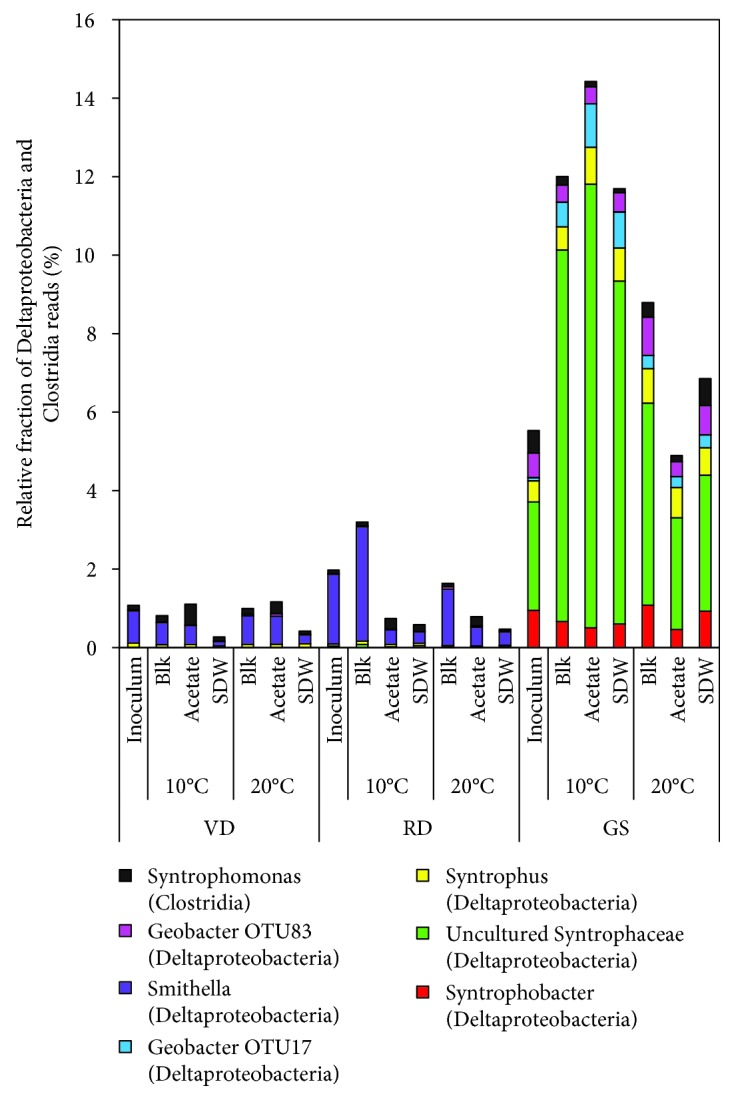 Relative fraction of Deltaproteobacteria and
Clostridia reads (%)
16
14
12
10
8
6
4
2
0
Inoculum
Blk
Acetate
SDW
Blk
Acetate
SDW
Inoculum
Blk
Acetate
SDW
Blk
Acetate
SDW
Inoculum
Blk
Acetate
SDW
Blk
Acetate
SDW
10°C
20°C
10°C
20°C
10°C
20°C
VD
RD
GS
Syntrophomonas
(Clostridia)
Geobacter OTU83
(Deltaproteobacteria)
Smithella
(Deltaproteobacteria)
Geobacter OTU17
(Deltaproteobacteria)
Syntrophus
(Deltaproteobacteria)
Uncultured Syntrophaceae
(Deltaproteobacteria)
Syntrophobacter
(Deltaproteobacteria)